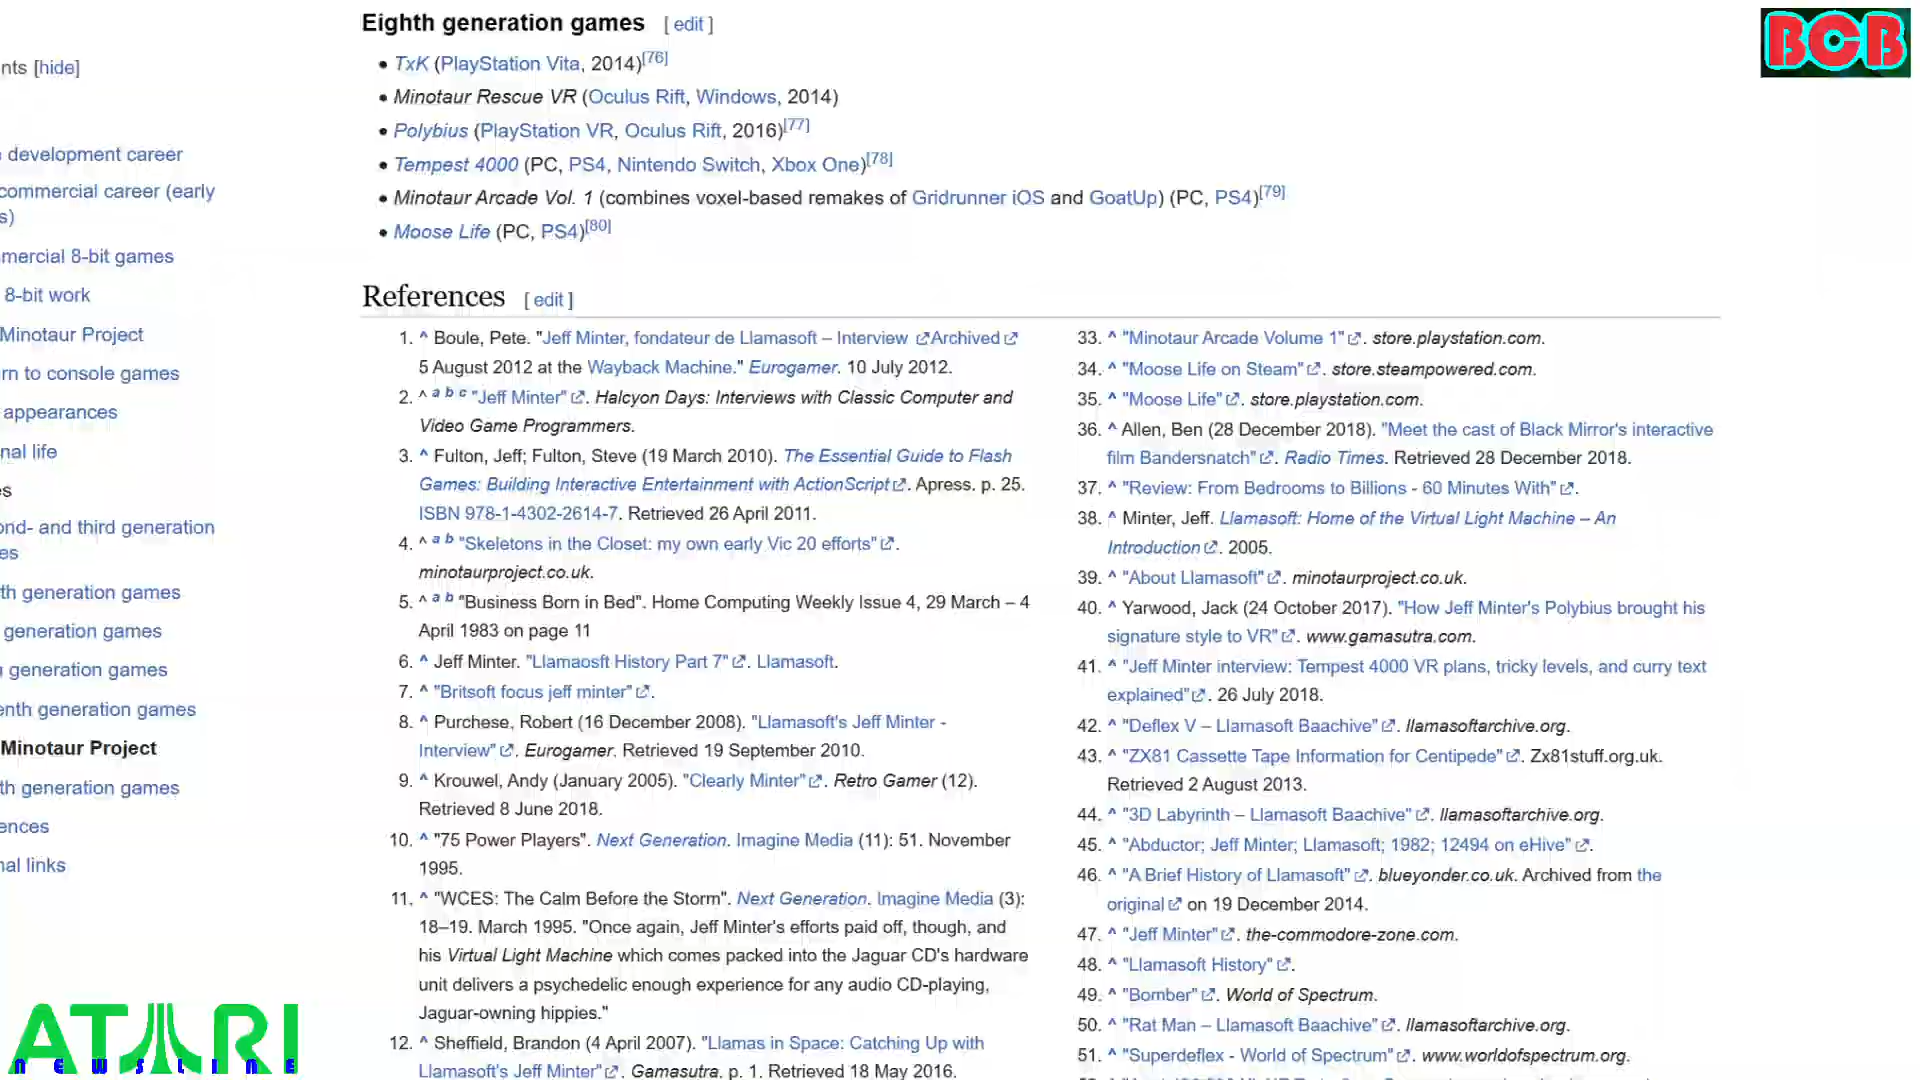 Eighth generation games [ edit ]
• TxK (PlayStation Vita, 2014)[76]
• Minotaur Rescue VR (Oculus Rift, Windows, 2014)
• Polybius (PlayStation VR, Oculus Rift, 2016)[77]
• Tempest 4000 (PC, PS4, Nintendo Switch, Xbox One)[78]
• Minotaur Arcade Vol. 1 (combines voxel-based remakes of Gridrunner iOS and GoatUp) (PC, PS4)[79]
• Moose Life (PC, PS4)[80]
BCB
nts [hide]
development career
commercial career (early
s)
mercial 8-bit games
8-bit work
Minotaur Project
rn to console games
appearances
nal life
s
ond- and third generation
es
th generation games
generation games
generation games
enth generation games
Minotaur Project
th generation games
ences
nal links
References [ edit ]
1. ^ Boule, Pete. "Jeff Minter, fondateur de Llamasoft – Interview Archived
5 August 2012 at the Wayback Machine." Eurogamer. 10 July 2012.
2. ^ a b c "Jeff Minter". Halcyon Days: Interviews with Classic Computer and
Video Game Programmers.
3. ^ Fulton, Jeff; Fulton, Steve (19 March 2010). The Essential Guide to Flash
Games: Building Interactive Entertainment with ActionScript. Apress. p. 25.
ISBN 978-1-4302-2614-7. Retrieved 26 April 2011.
4. ^ a b "Skeletons in the Closet: my own early Vic 20 efforts".
minotaurproject.co.uk.
5. ^ a b "Business Born in Bed". Home Computing Weekly Issue 4, 29 March – 4
April 1983 on page 11
6. ^ Jeff Minter. "Llamaosft History Part 7". Llamasoft.
7. ^ "Britsoft focus jeff minter".
8. ^ Purchese, Robert (16 December 2008). "Llamasoft's Jeff Minter -
Interview". Eurogamer. Retrieved 19 September 2010.
9. ^ Krouwel, Andy (January 2005). "Clearly Minter". Retro Gamer (12).
Retrieved 8 June 2018.
10. ^ "75 Power Players". Next Generation. Imagine Media (11): 51. November
1995.
11. ^ "WCES: The Calm Before the Storm". Next Generation. Imagine Media (3):
18–19. March 1995. "Once again, Jeff Minter's efforts paid off, though, and
his Virtual Light Machine which comes packed into the Jaguar CD's hardware
unit delivers a psychedelic enough experience for any audio CD-playing,
Jaguar-owning hippies."
12. ^ Sheffield, Brandon (4 April 2007). "Llamas in Space: Catching Up with
Llamasoft's Jeff Minter". Gamasutra. p. 1. Retrieved 18 May 2016.
33. ^ "Minotaur Arcade Volume 1". store.playstation.com.
34. ^ "Moose Life on Steam". store.steampowered.com.
35. ^ "Moose Life". store.playstation.com.
36. ^ Allen, Ben (28 December 2018). "Meet the cast of Black Mirror's interactive
film Bandersnatch". Radio Times. Retrieved 28 December 2018.
37. ^ "Review: From Bedrooms to Billions - 60 Minutes With".
38. ^ Minter, Jeff. Llamasoft: Home of the Virtual Light Machine – An
Introduction. 2005.
39. ^ "About Llamasoft". minotaurproject.co.uk.
40. ^ Yarwood, Jack (24 October 2017). "How Jeff Minter's Polybius brought his
signature style to VR". www.gamasutra.com.
41. ^ "Jeff Minter interview: Tempest 4000 VR plans, tricky levels, and curry text
explained". 26 July 2018.
42. ^ "Deflex V – Llamasoft Baachive". llamasoftarchive.org.
43. ^ "ZX81 Cassette Tape Information for Centipede". Zx81stuff.org.uk.
Retrieved 2 August 2013.
44. ^ "3D Labyrinth – Llamasoft Baachive". llamasoftarchive.org.
45. ^ "Abductor; Jeff Minter; Llamasoft; 1982; 12494 on eHive".
46. ^ "A Brief History of Llamasoft". blueyonder.co.uk. Archived from the
original on 19 December 2014.
47. ^ "Jeff Minter". the-commodore-zone.com.
48. ^ "Llamasoft History".
49. ^ "Bomber". World of Spectrum.
50. ^ "Rat Man – Llamasoft Baachive". llamasoftarchive.org.
51. ^ "Superdeflex - World of Spectrum". www.worldofspectrum.org.
ATARI
NEWSLINE